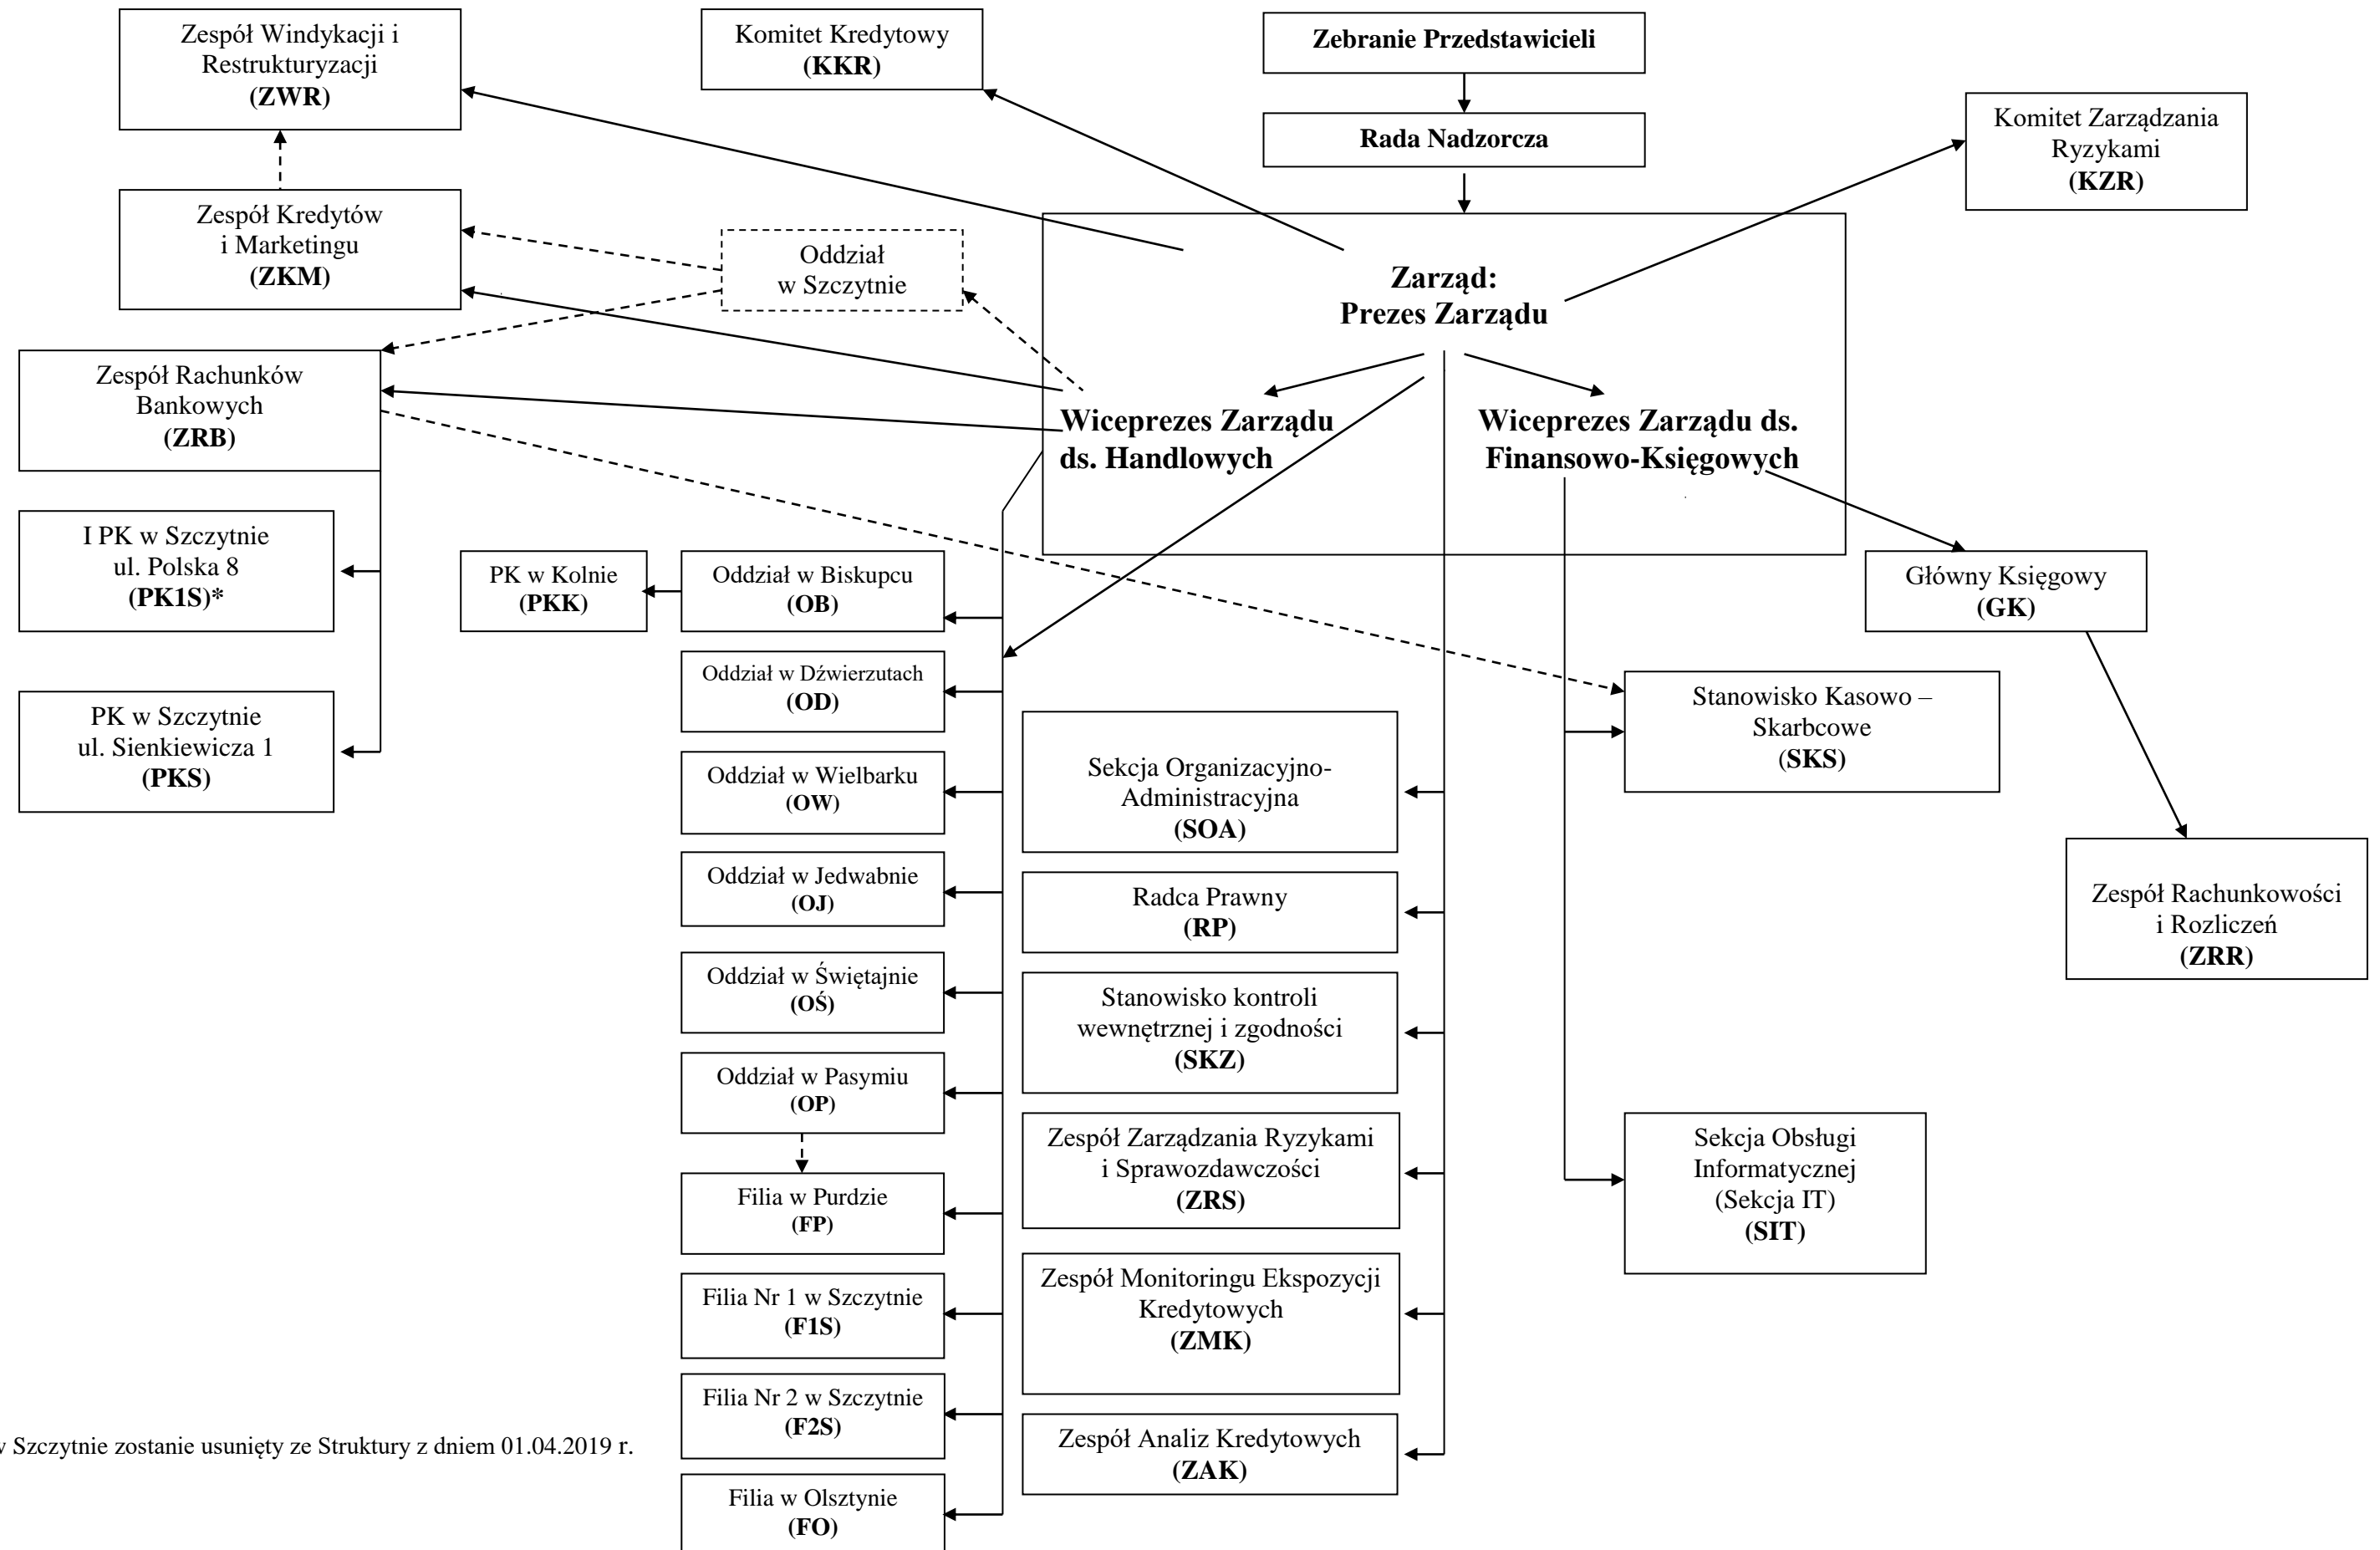 Zespół Windykacji i
Restrukturyzacji
(ZWR)
Komitet Kredytowy
(KKR)
Zebranie Przedstawicieli
Rada Nadzorcza
Komitet Zarządzania
Ryzykami
(KZR)
Zespół Kredytów
i Marketingu
(ZKM)
Oddział
w Szczytnie
Zarząd:
Prezes Zarządu
Wiceprezes Zarządu
ds. Handlowych
Wiceprezes Zarządu ds.
Finansowo-Księgowych
Zespół Rachunków
Bankowych
(ZRB)
I PK w Szczytnie
ul. Polska 8
(PK1S)*
PK w Szczytnie
ul. Sienkiewicza 1
(PKS)
PK w Kolnie
(PKK)
Oddział w Biskupcu
(OB)
Oddział w Dźwierzutach
(OD)
Oddział w Wielbarku
(OW)
Oddział w Jedwabnie
(OJ)
Oddział w Świętajnie
(OŚ)
Oddział w Pasymiu
(OP)
Filia w Purdzie
(FP)
Filia Nr 1 w Szczytnie
(F1S)
Filia Nr 2 w Szczytnie
(F2S)
Filia w Olsztynie
(FO)
Sekcja Organizacyjno-
Administracyjna
(SOA)
Radca Prawny
(RP)
Stanowisko kontroli
wewnętrznej i zgodności
(SKZ)
Zespół Zarządzania Ryzykami
i Sprawozdawczości
(ZRS)
Zespół Monitoringu Ekspozycji
Kredytowych
(ZMK)
Zespół Analiz Kredytowych
(ZAK)
Główny Księgowy
(GK)
Stanowisko Kasowo –
Skarbcowe
(SKS)
Zespół Rachunkowości
i Rozliczeń
(ZRR)
Sekcja Obsługi
Informatycznej
(Sekcja IT)
(SIT)
w Szczytnie zostanie usunięty ze Struktury z dniem 01.04.2019 r.